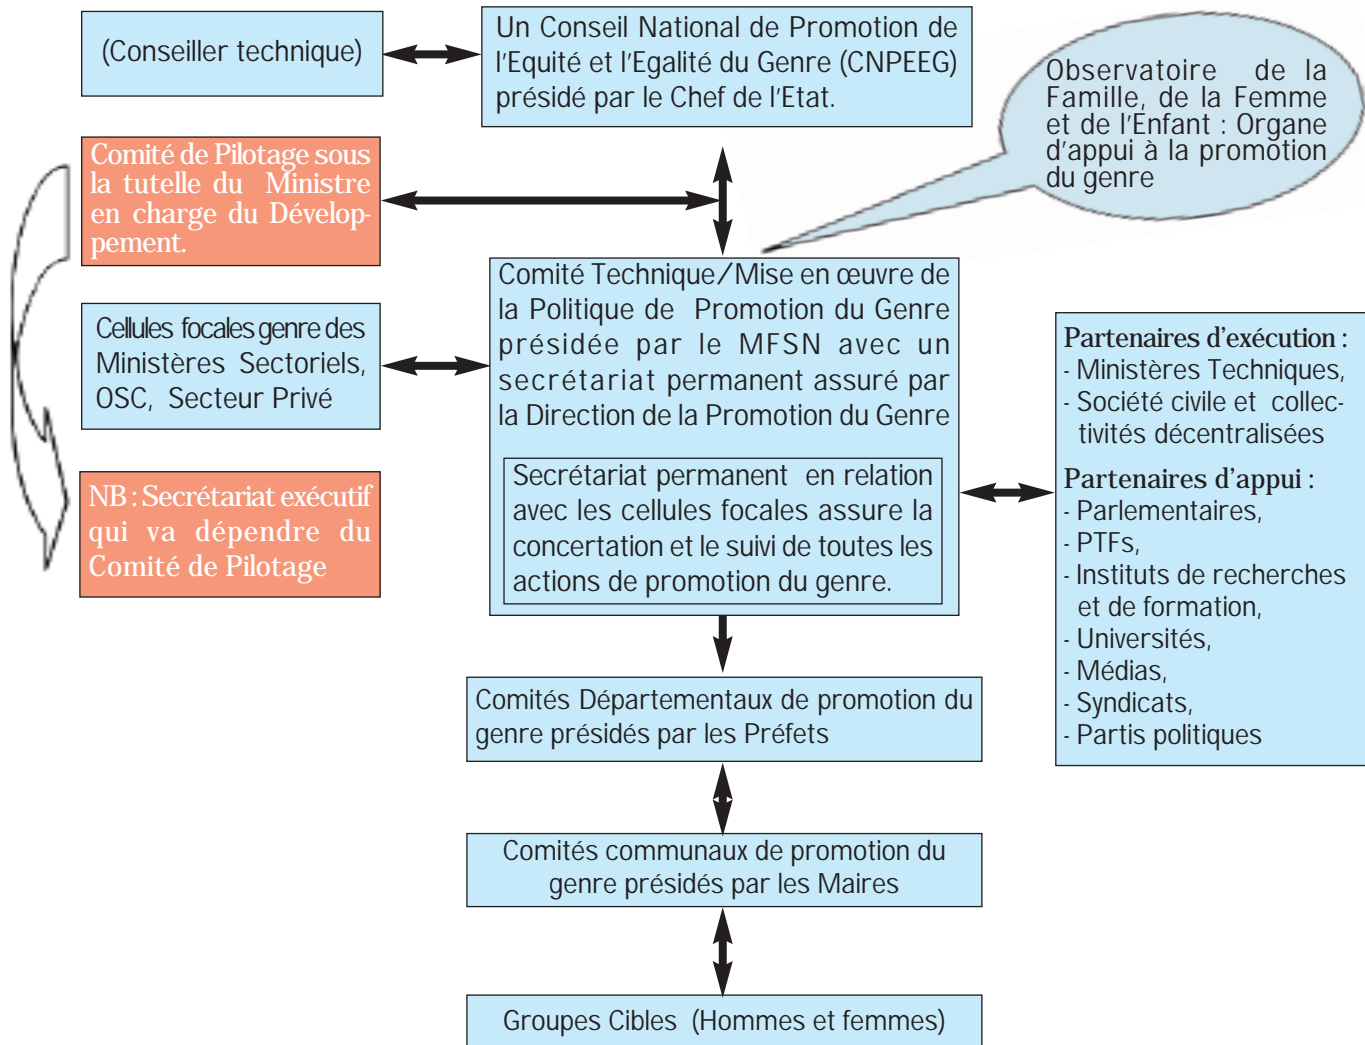 (Conseiller technique)
Un Conseil National de Promotion de
l'Equité et l'Egalité du Genre (CNPEEG)
présidé par le Chef de l'Etat.
Observatoire de la
Famille, de la Femme
et de l'Enfant : Organe
d'appui à la promotion
du genre
Comité de Pilotage sous
la tutelle du Ministre
en charge du Dévelop-
pement.
Comité Technique/Mise en œuvre de
la Politique de Promotion du Genre
présidée par le MFSN avec un
secrétariat permanent assuré par
la Direction de la Promotion du Genre
Secrétariat permanent en relation
avec les cellules focales assure la
concertation et le suivi de toutes les
actions de promotion du genre.
Cellules focales genre des
Ministères Sectoriels,
OSC, Secteur Privé
NB : Secrétariat exécutif
qui va dépendre du
Comité de Pilotage
Partenaires d'exécution :
- Ministères Techniques,
- Société civile et collec-
tivités décentralisées
Partenaires d'appui :
- Parlementaires,
- PTFs,
- Instituts de recherches
et de formation,
- Universités,
- Médias,
- Syndicats,
- Partis politiques
Comités Départementaux de promotion du
genre présidés par les Préfets
Comités communaux de promotion du
genre présidés par les Maires
Groupes Cibles (Hommes et femmes)